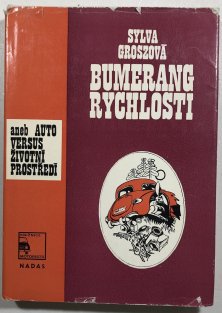 SYLVA
GROSZOVÁ
BUMERANG
RYCHLOSTI
aneb AUTO
VERSUS
ŽIVOTNÍ
PROSTŘEDÍ
NADAS